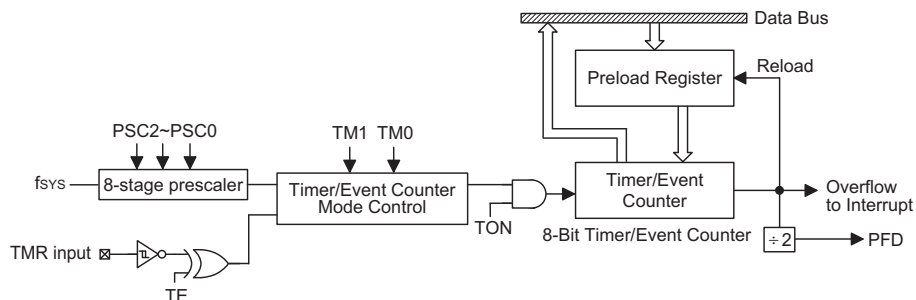 Data Bus
Preload Register
Reload
PSC2~PSC0
TM1 TM0
fSYS
8-stage prescaler
Timer/Event Counter
Mode Control
TON
Timer/Event
Counter
8-Bit Timer/Event Counter
Overflow
to Interrupt
÷2
PFD
TMR input
TE